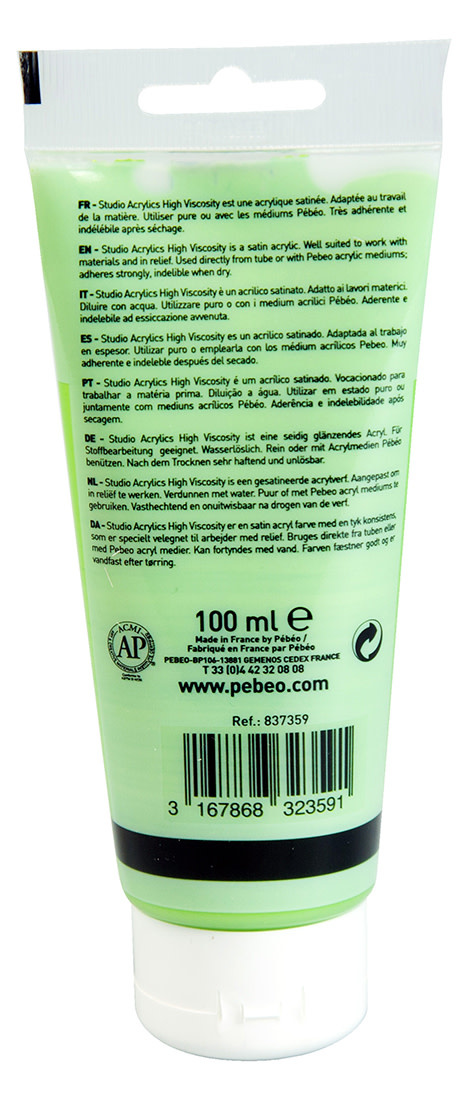 FR - Studio Acrylics High Viscosity est une acrylique satinée. Adaptée au travail
de la matière. Utiliser pure ou avec les médiums Pébéo. Très adhérente et
indélébile après séchage.
EN - Studio Acrylics High Viscosity is a satin acrylic. Well suited to work with
materials and in relief. Used directly from tube or with Pebeo acrylic mediums;
adheres strongly, indelible when dry.
IT - Studio Acrylics High Viscosity è un acrilico satinato. Adatto ai lavori materici.
Diluire con acqua. Utilizzare puro o con i medium acrilici Pébéo. Aderente e
indelebile ad essiccazione avvenuta.
ES - Studio Acrylics High Viscosity es un acrilico satinado. Adaptada al trabajo
en espesor. Utilizar puro o emplearla con los médium acrílicos Pebeo. Muy
adherente e indeleble después del secado.
PT - Studio Acrylics High Viscosity é um acrílico satinado. Vocacionado para
trabalhar a matéria prima. Diluição a água. Utilizar em estado puro ou
juntamente com mediuns acrílicos Pébéo. Aderência e indelebilidade após
secagem.
DE - Studio Acrylics High Viscosity ist eine seidig glänzendes Acryl. Für
Stoffbearbeitung geeignet. Wasserlöslich. Rein oder mit Acrylmedien Pébéo
benützen. Nach dem Trocknen sehr haftend und unlösbar.
NL - Studio Acrylics High Viscosity is een gesatineerde acrylverf. Aangepast om
in reliëf te werken. Verdunnen met water. Puur of met Pebeo acryl mediums te
gebruiken. Vasthechtend en onuitwisbaar na drogen van de verf.
DA - Studio Acrylics High Viscosity er en satin acryl farve med en tyk konsistens,
som er specielt velegnet til arbejder med relief. Bruges direkte fra tuben eller
med Pebeo acryl medier. Kan fortyndes med vand. Farven fæstner godt og er
vandfast efter tørring.
100 ml e
ACMI
AP
Made in France by Pébéo /
Fabriqué en France par Pébéo
PEBEO-BP106-13881 GEMENOS CEDEX FRANCE
T 33 (0)4 42 32 08 08
www.pebeo.com
Ref.: 837359
3 167868 323591